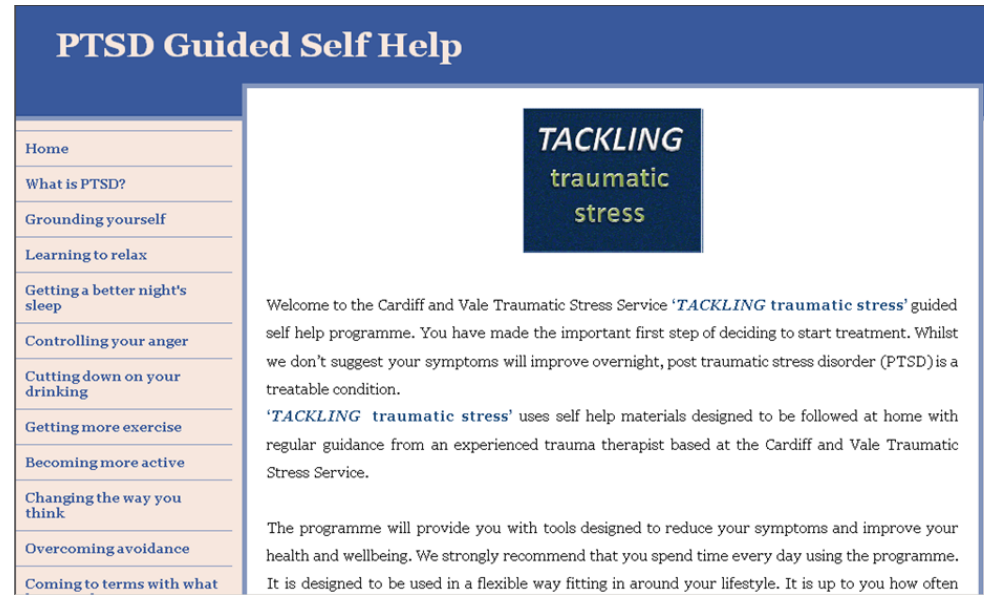 PTSD Guided Self Help
Home
What is PTSD?
Grounding yourself
Learning to relax
Getting a better night's
sleep
Controlling your anger
Cutting down on your
drinking
Getting more exercise
Becoming more active
Changing the way you
think
Overcoming avoidance
Coming to terms with what
TACKLING
traumatic
stress
Welcome to the Cardiff and Vale Traumatic Stress Service ‘TACKLING traumatic stress’ guided
self help programme. You have made the important first step of deciding to start treatment. Whilst
we don’t suggest your symptoms will improve overnight, post traumatic stress disorder (PTSD) is a
treatable condition.
‘TACKLING traumatic stress’ uses self help materials designed to be followed at home with
regular guidance from an experienced trauma therapist based at the Cardiff and Vale Traumatic
Stress Service.
The programme will provide you with tools designed to reduce your symptoms and improve your
health and wellbeing. We strongly recommend that you spend time every day using the programme.
It is designed to be used in a flexible way fitting in around your lifestyle. It is up to you how often